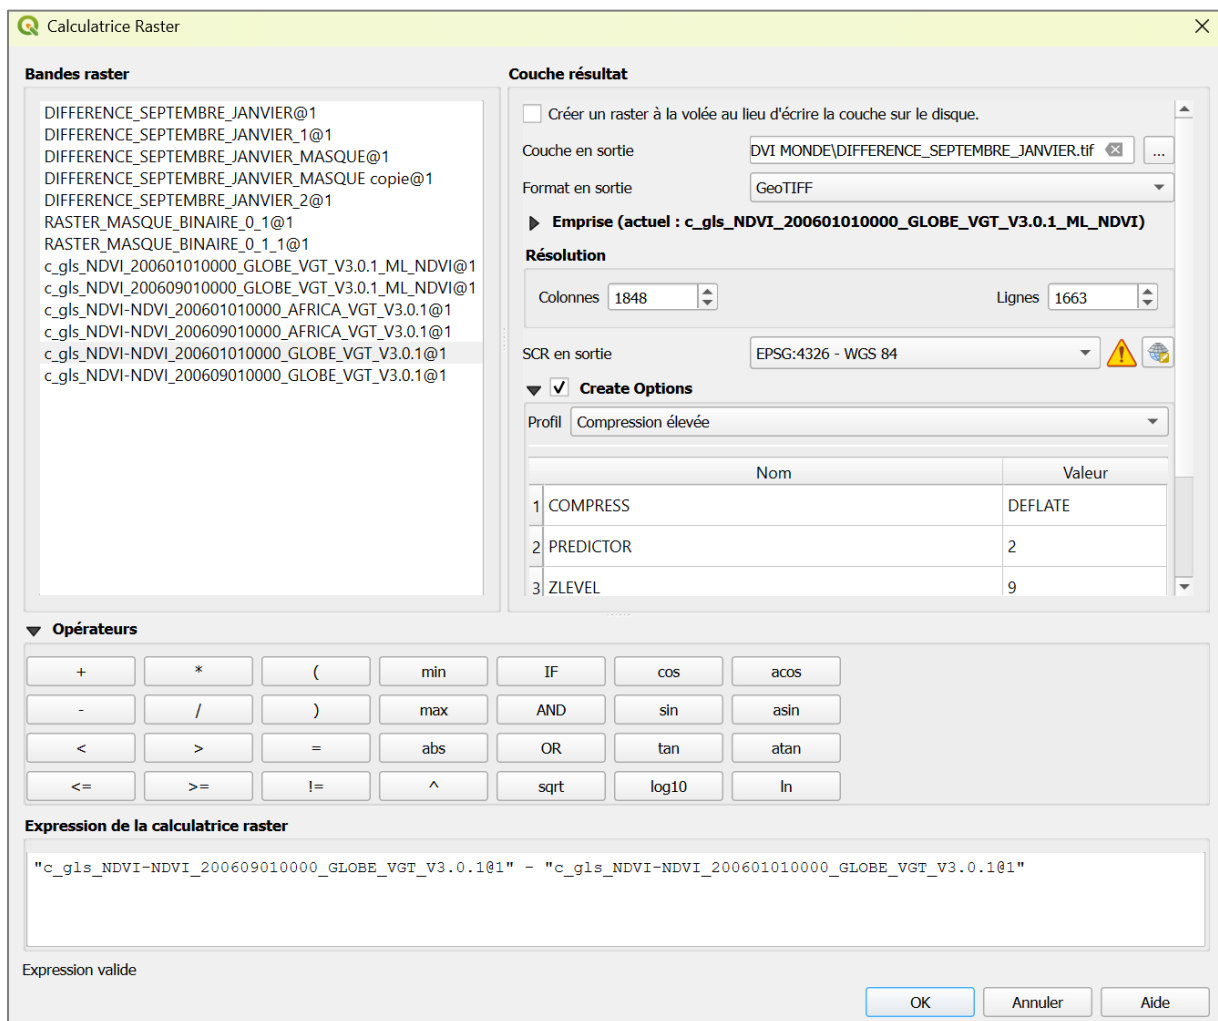 Calculatrice Raster
Bandes raster
DIFFERENCE_SEPTEMBRE_JANVIER@1
DIFFERENCE_SEPTEMBRE_JANVIER_1@1
DIFFERENCE_SEPTEMBRE_JANVIER_MASQUE@1
DIFFERENCE_SEPTEMBRE_JANVIER_MASQUE copie@1
DIFFERENCE_SEPTEMBRE_JANVIER_2@1
RASTER_MASQUE_BINAIRE_0_1@1
RASTER_MASQUE_BINAIRE_0_1_1@1
c_gls_NDVI_200601010000_GLOBE_VGT_V3.0.1_ML_NDVI@1
c_gls_NDVI_200609010000_GLOBE_VGT_V3.0.1_ML_NDVI@1
c_gls_NDVI-NDVI_200601010000_AFRICA_VGT_V3.0.1@1
c_gls_NDVI-NDVI_200609010000_AFRICA_VGT_V3.0.1@1
c_gls_NDVI-NDVI_200601010000_GLOBE_VGT_V3.0.1@1
c_gls_NDVI-NDVI_200609010000_GLOBE_VGT_V3.0.1@1
Couche résultat
Créer un raster à la volée au lieu d'écrire la couche sur le disque.
Couche en sortie DVI MONDE\DIFFERENCE_SEPTEMBRE_JANVIER.tif ...
Format en sortie GeoTIFF
Emprise (actuel : c_gls_NDVI_200601010000_GLOBE_VGT_V3.0.1_ML_NDVI)
Résolution
Colonnes 1848 Lignes 1663
SCR en sortie EPSG:4326 - WGS 84
Create Options
Profil Compression élevée
Nom Valeur
1 COMPRESS DEFLATE
2 PREDICTOR 2
3 ZLEVEL 9
Opérateurs
+ * ( min IF cos acos
- / ) max AND sin asin
< > = abs OR tan atan
<= >= != ^ sqrt log10 ln
Expression de la calculatrice raster
"c_gls_NDVI-NDVI_200609010000_GLOBE_VGT_V3.0.1@1" - "c_gls_NDVI-NDVI_200601010000_GLOBE_VGT_V3.0.1@1"
Expression valide
OK Annuler Aide